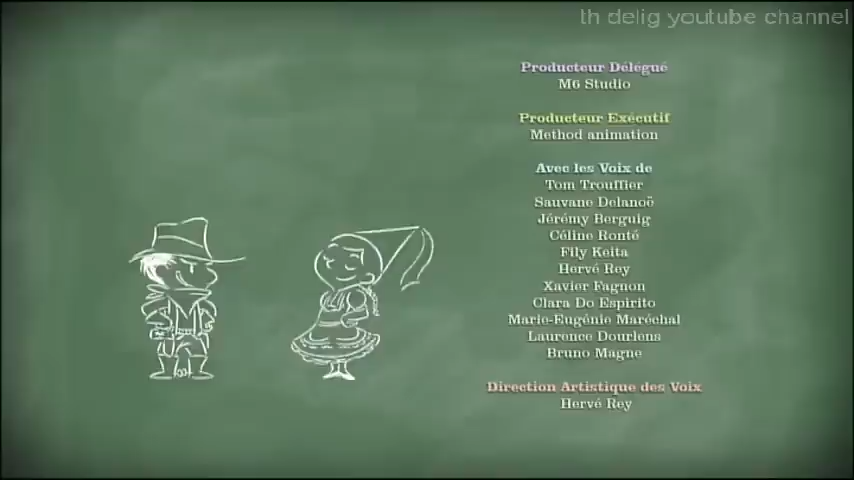 th delig youtube channel
Producteur Délégué
M6 Studio
Producteur Exécutif
Method animation
Avec les Voix de
Tom Trouffier
Sauvane Delanoë
Jérémy Berguig
Céline Ronté
Fily Keita
Hervé Rey
Xavier Fagnon
Clara Do Espirito
Marie-Eugénie Maréchal
Laurence Dourlens
Bruno Magne
Direction Artistique des Voix
Hervé Rey